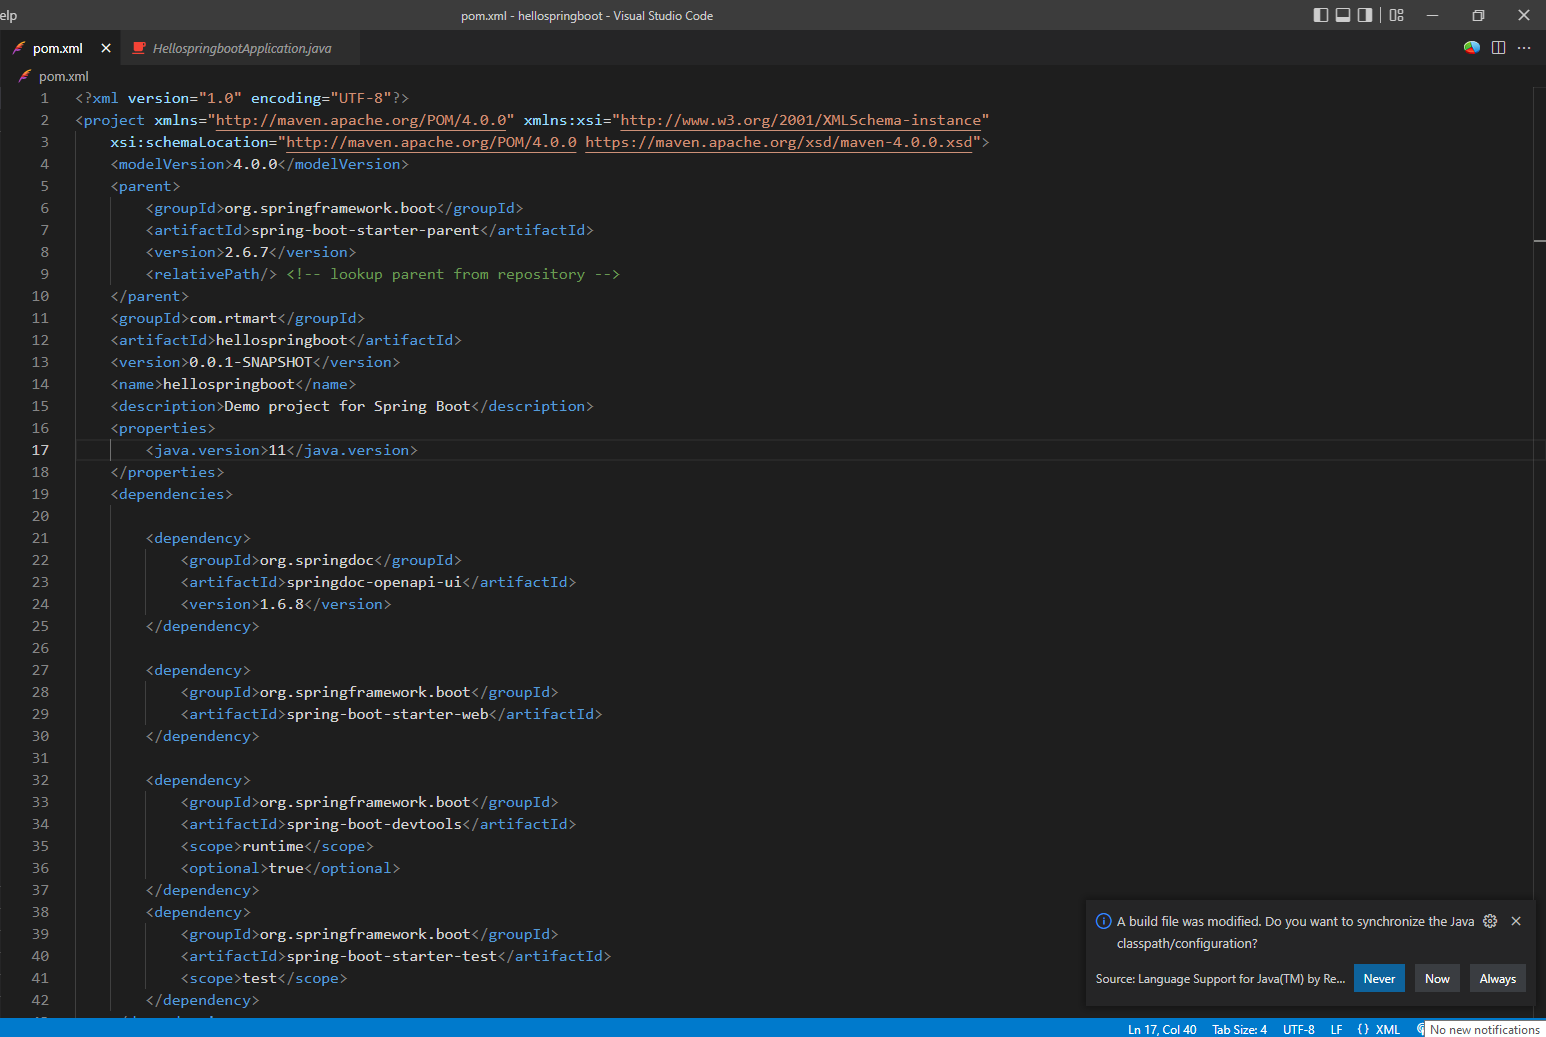 elp
pom.xml - hellospringboot - Visual Studio Code
pom.xml
HellospringbootApplication.java
pom.xml
1 <?xml version="1.0" encoding="UTF-8"?>
2 <project xmlns="http://maven.apache.org/POM/4.0.0" xmlns:xsi="http://www.w3.org/2001/XMLSchema-instance"
3     xsi:schemaLocation="http://maven.apache.org/POM/4.0.0 https://maven.apache.org/xsd/maven-4.0.0.xsd">
4     <modelVersion>4.0.0</modelVersion>
5     <parent>
6         <groupId>org.springframework.boot</groupId>
7         <artifactId>spring-boot-starter-parent</artifactId>
8         <version>2.6.7</version>
9         <relativePath/> <!-- lookup parent from repository -->
10     </parent>
11     <groupId>com.rtmart</groupId>
12     <artifactId>hellospringboot</artifactId>
13     <version>0.0.1-SNAPSHOT</version>
14     <name>hellospringboot</name>
15     <description>Demo project for Spring Boot</description>
16     <properties>
17         <java.version>11</java.version>
18     </properties>
19     <dependencies>
20
21         <dependency>
22             <groupId>org.springdoc</groupId>
23             <artifactId>springdoc-openapi-ui</artifactId>
24             <version>1.6.8</version>
25         </dependency>
26
27         <dependency>
28             <groupId>org.springframework.boot</groupId>
29             <artifactId>spring-boot-starter-web</artifactId>
30         </dependency>
31
32         <dependency>
33             <groupId>org.springframework.boot</groupId>
34             <artifactId>spring-boot-devtools</artifactId>
35             <scope>runtime</scope>
36             <optional>true</optional>
37         </dependency>
38         <dependency>
39             <groupId>org.springframework.boot</groupId>
40             <artifactId>spring-boot-starter-test</artifactId>
41             <scope>test</scope>
42         </dependency>
A build file was modified. Do you want to synchronize the Java
classpath/configuration?
Source: Language Support for Java(TM) by Re...
Never
Now
Always
Ln 17, Col 40
Tab Size: 4
UTF-8
LF
{} XML
No new notifications